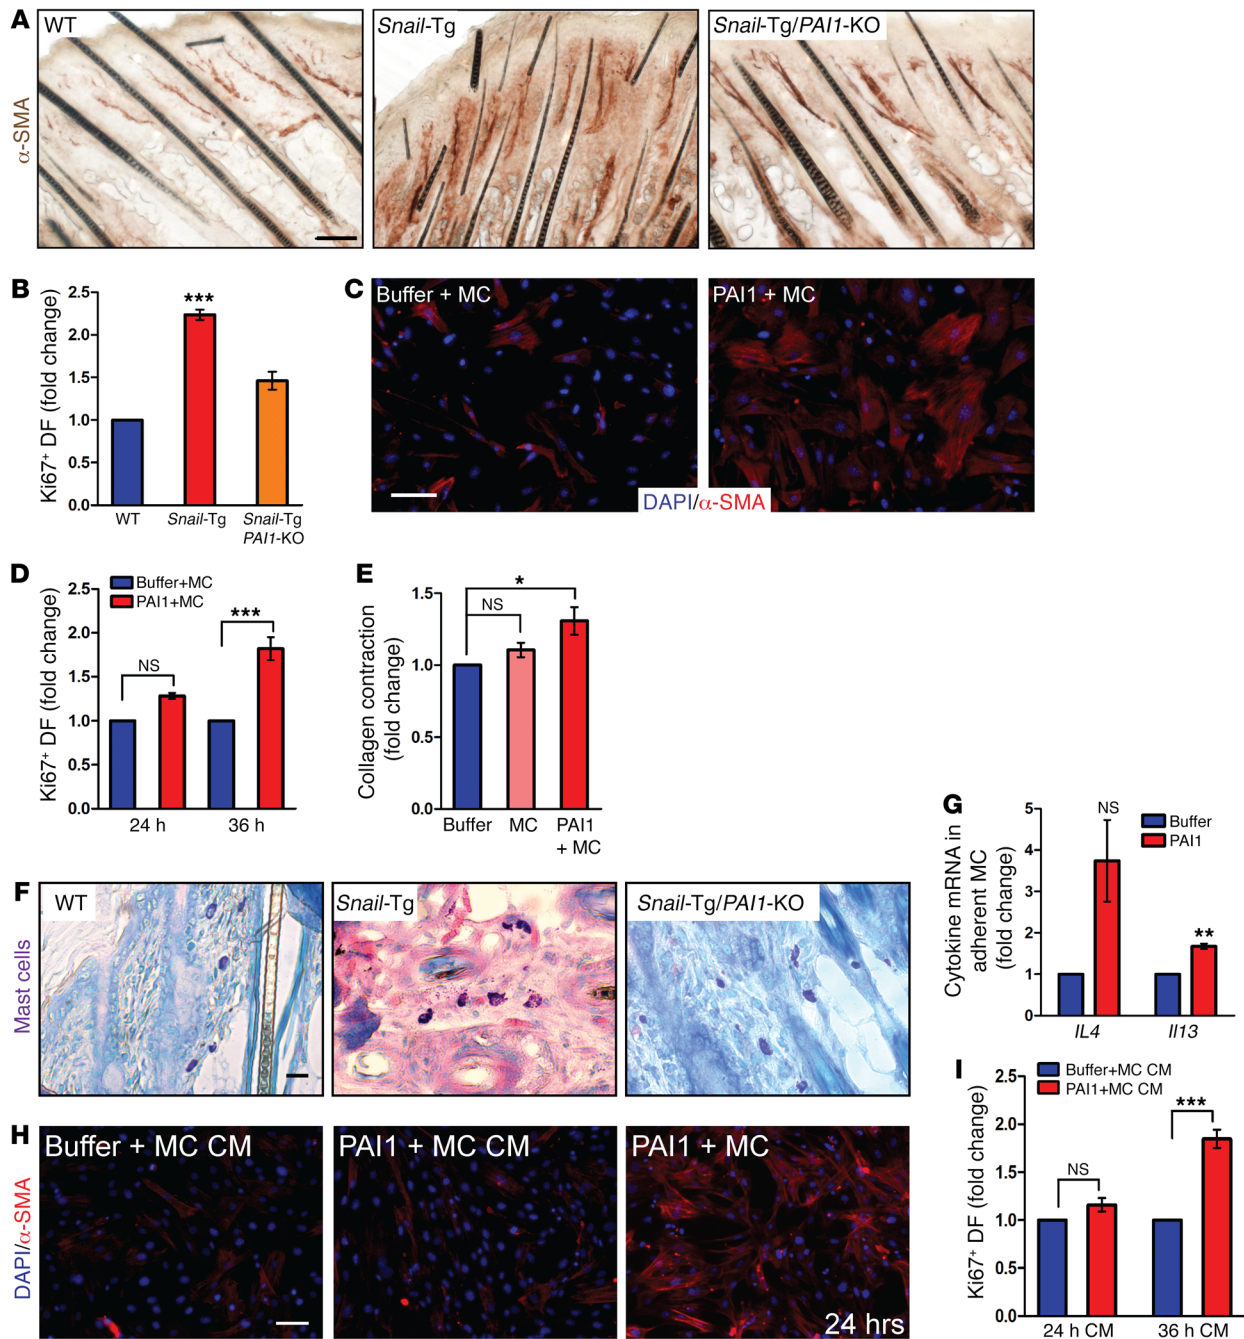 A
WT
Snail-Tg
Snail-Tg/PAI1-KO
α-SMA
B
Ki67+ DF (fold change)
2.5
2.0
1.5
1.0
0.5
0.0
***
WT
Snail-Tg
Snail-Tg
PAI1-KO
C
Buffer + MC
PAI1 + MC
DAPI/α-SMA
D
Ki67+ DF (fold change)
2.5
2.0
1.5
1.0
0.5
0.0
Buffer+MC
PAI1+MC
NS
***
24 h
36 h
E
Collagen contraction
(fold change)
1.5
1.0
0.5
0.0
*
NS
Buffer
MC
PAI1
+ MC
F
Mast cells
WT
Snail-Tg
Snail-Tg/PAI1-KO
G
Cytokine mRNA in
adherent MC
(fold change)
5
4
3
2
1
0
NS
**
Buffer
PAI1
IL4
Il13
H
DAPI/α-SMA
Buffer + MC CM
PAI1 + MC CM
PAI1 + MC
24 hrs
I
Ki67+ DF (fold change)
2.5
2.0
1.5
1.0
0.5
0.0
Buffer+MC CM
PAI1+MC CM
NS
***
24 h CM
36 h CM